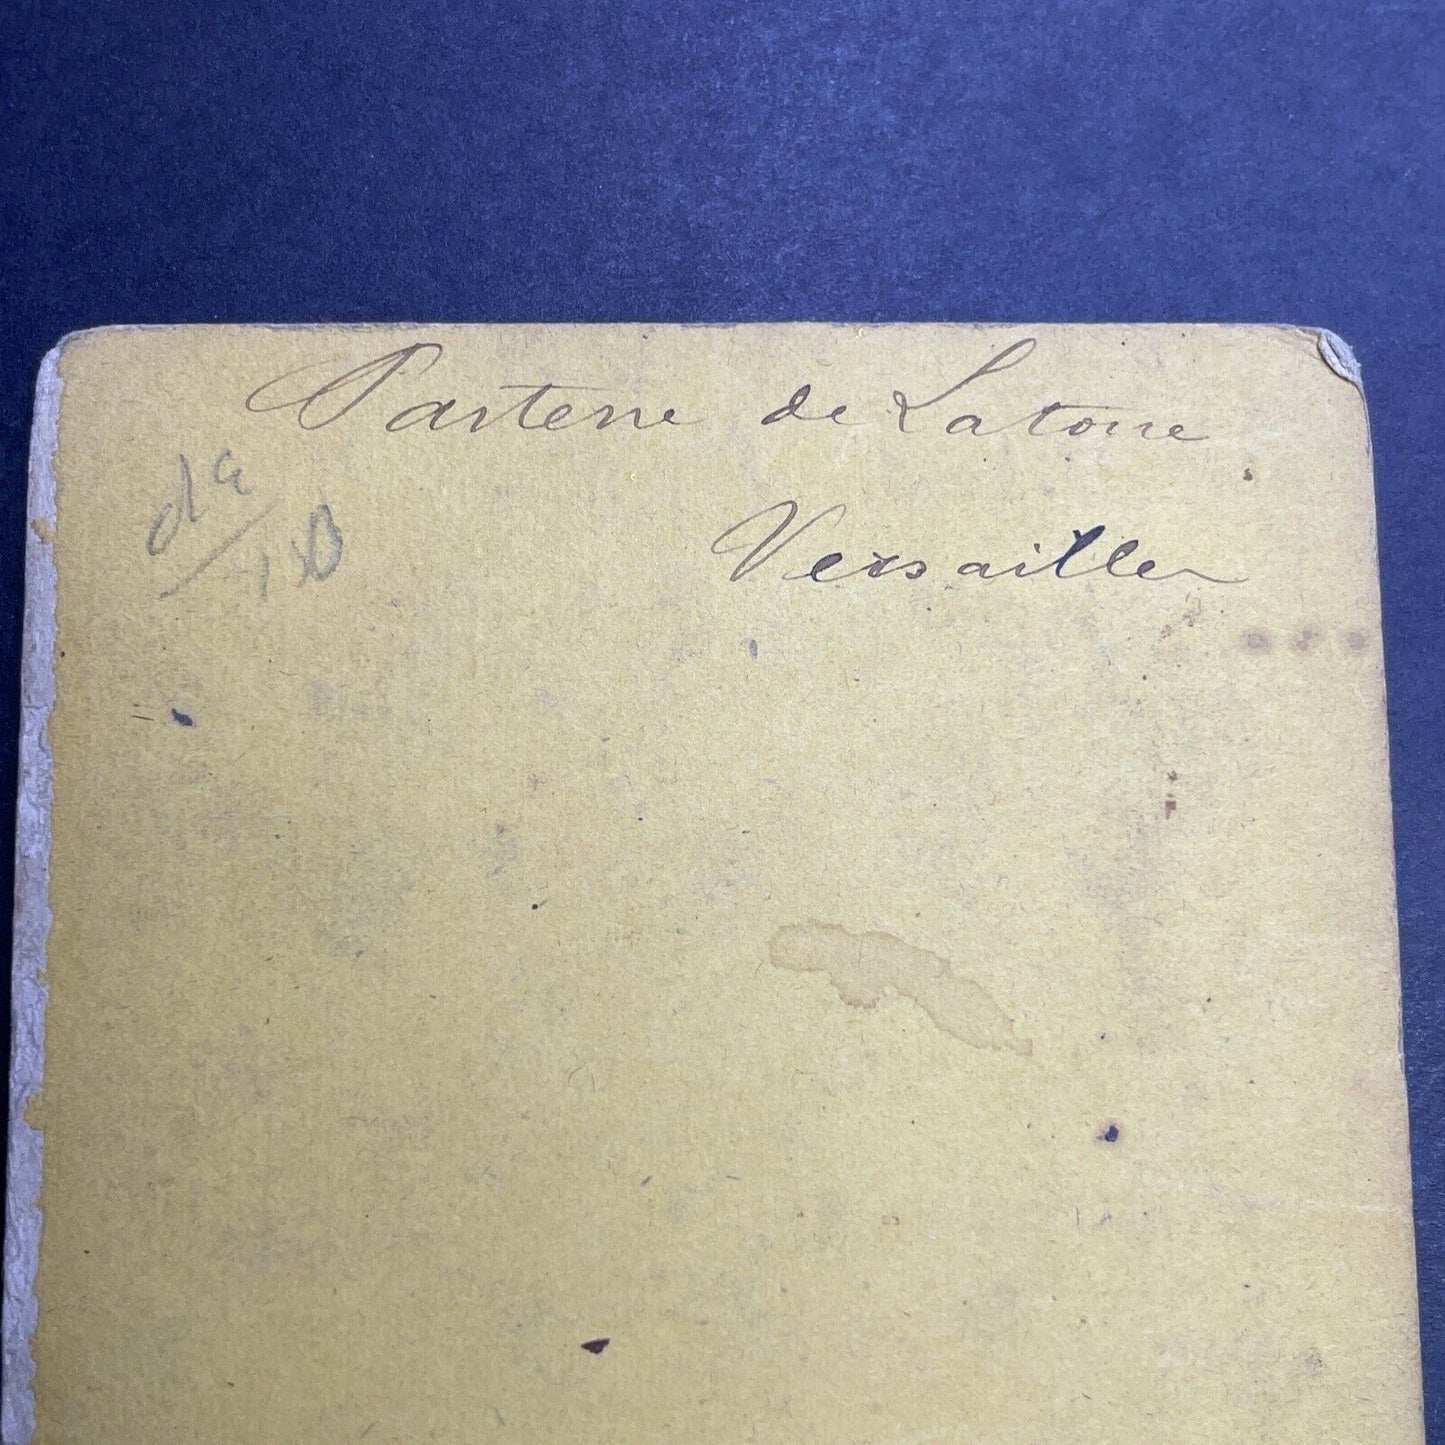 Parterre de Latone
Versailles